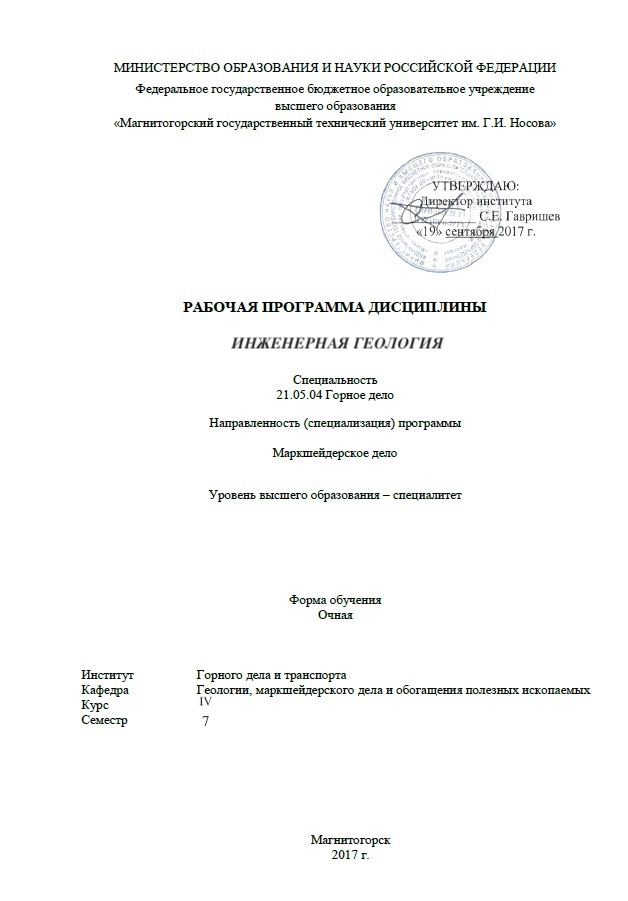 МИНИСТЕРСТВО ОБРАЗОВАНИЯ И НАУКИ РОССИЙСКОЙ ФЕДЕРАЦИИ
Федеральное государственное бюджетное образовательное учреждение
высшего образования
«Магнитогорский государственный технический университет им. Г.И. Носова»
УТВЕРЖДАЮ:
Директор института
С.Е. Гавришев
«19» сентября 2017 г.
РАБОЧАЯ ПРОГРАММА ДИСЦИПЛИНЫ
ИНЖЕНЕРНАЯ ГЕОЛОГИЯ
Специальность
21.05.04 Горное дело
Направленность (специализация) программы
Маркшейдерское дело
Уровень высшего образования – специалитет
Форма обучения
Очная
Институт Горного дела и транспорта
Кафедра Геологии, маркшейдерского дела и обогащения полезных ископаемых
Курс IV
Семестр 7
Магнитогорск
2017 г.